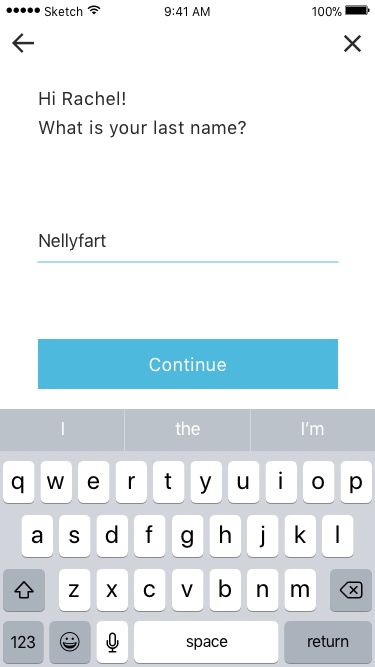 Sketch 9:41 AM 100%
Hi Rachel!
What is your last name?
Nellyfart
Continue
I the I'm
q w e r t y u i o p
a s d f g h j k l
z x c v b n m
123 space return